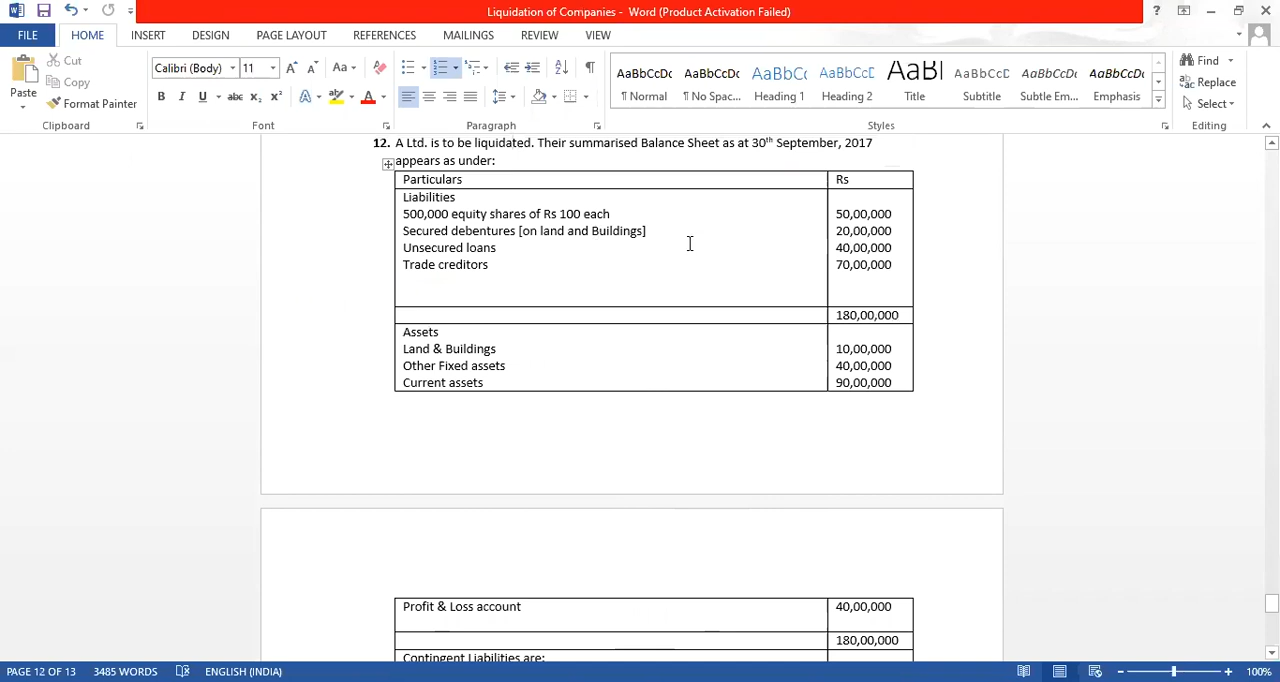 Liquidation of Companies - Word (Product Activation Failed)
FILE HOME INSERT DESIGN PAGE LAYOUT REFERENCES MAILINGS REVIEW VIEW
Cut
Copy
Format Painter
Paste
Calibri (Body) 11
AaBbCcDc AaBbCcDc AaBbCc AaBbCcE AaBl AaBbCcD AaBbCcDc AaBbCcDc
¶ Normal ¶ No Spac... Heading 1 Heading 2 Title Subtitle Subtle Em... Emphasis
Find
Replace
Select
Clipboard Font Paragraph Styles Editing
12. A Ltd. is to be liquidated. Their summarised Balance Sheet as at 30th September, 2017
appears as under:
Particulars Rs
Liabilities
500,000 equity shares of Rs 100 each 50,00,000
Secured debentures [on land and Buildings] 20,00,000
Unsecured loans 40,00,000
Trade creditors 70,00,000
180,00,000
Assets
Land & Buildings 10,00,000
Other Fixed assets 40,00,000
Current assets 90,00,000
Profit & Loss account 40,00,000
180,00,000
Contingent Liabilities are:
PAGE 12 OF 13 3485 WORDS ENGLISH (INDIA) 100%